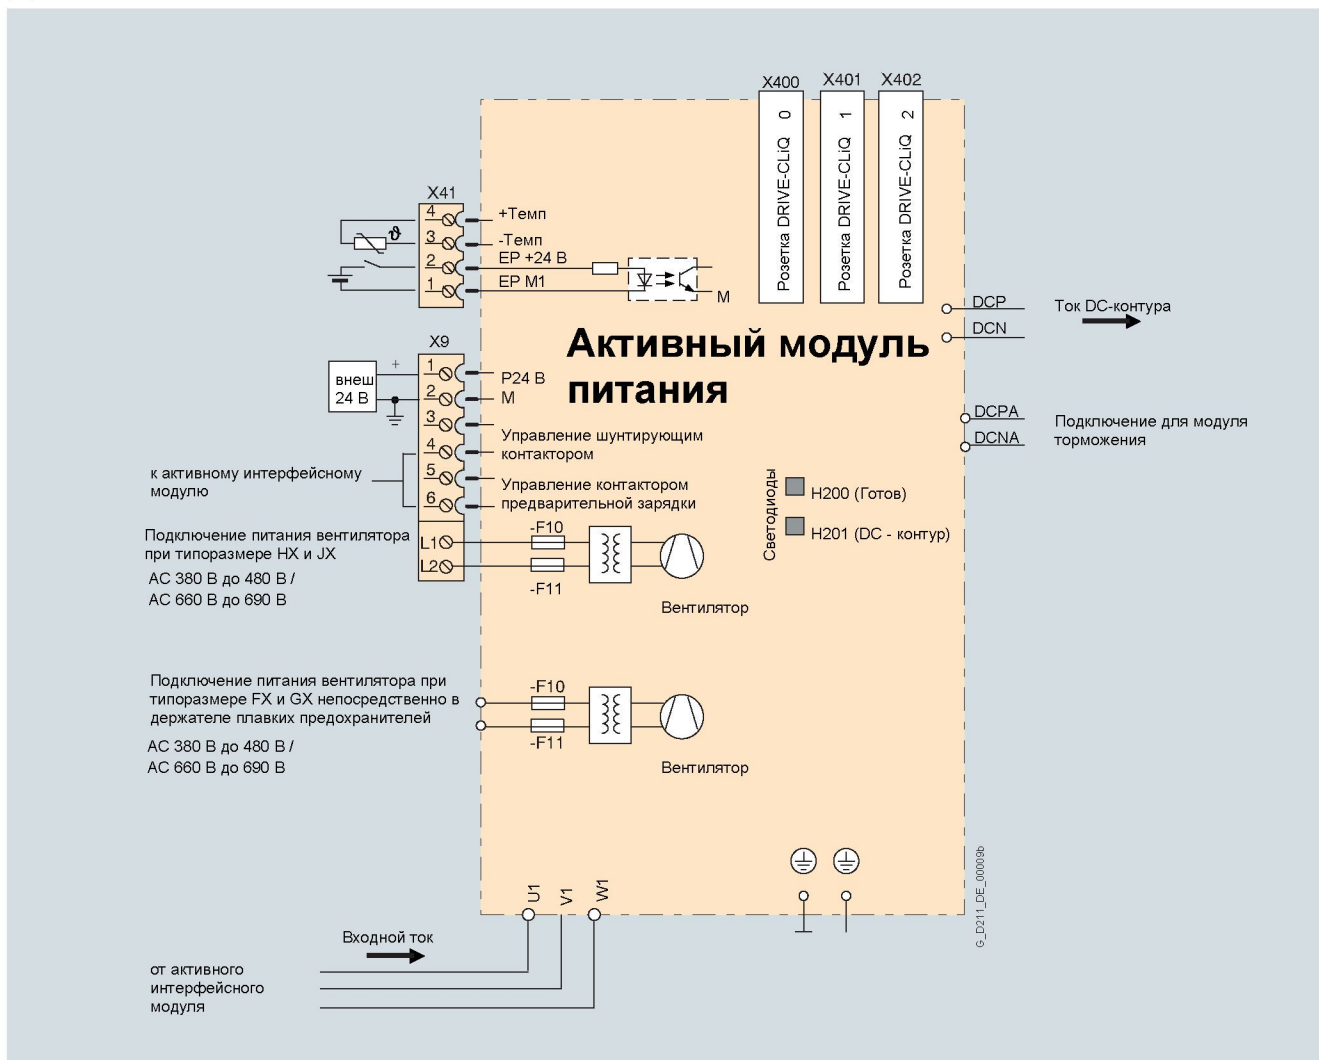 X400
X401
X402
Розетка DRIVE-CLiQ 0
Розетка DRIVE-CLiQ 1
Розетка DRIVE-CLiQ 2
X41
4
+Темп
ϑ
3
-Темп
2
EP +24 В
1
EP M1
M
DCP
Ток DC-контура
DCN
Активный модуль
питания
X9
внеш
24 В
+
1
P24 В
2
M
3
4
Управление шунтирующим
контактором
5
Управление контактором
предварительной зарядки
6
к активному интерфейсному
модулю
DCPA
DCNA
Подключение для модуля
торможения
Светодиоды
H200 (Готов)
H201 (DC - контур)
Подключение питания вентилятора
при типоразмере HX и JX
AC 380 В до 480 В /
AC 660 В до 690 В
L1
L2
-F10
-F11
Вентилятор
Подключение питания вентилятора при
типоразмере FX и GX непосредственно в
держателе плавких предохранителей
AC 380 В до 480 В /
AC 660 В до 690 В
-F10
-F11
Вентилятор
U1
V1
W1
G_D211_DE_00009b
Входной ток
от активного
интерфейсного
модуля